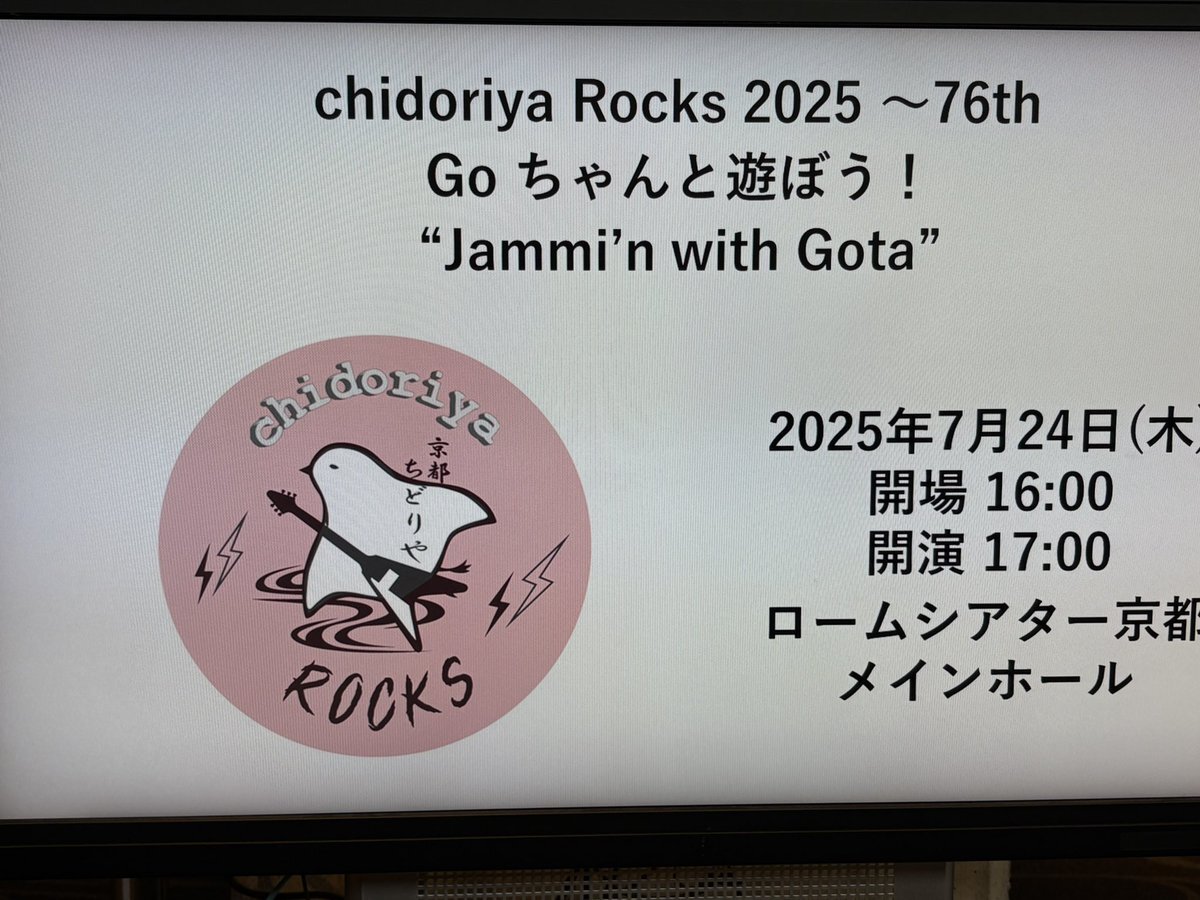 chidoriya Rocks 2025 ～76th
Go ちゃんと遊ぼう！
“Jammi’n with Gota”
chidoriya
京都
ちどりや
ROCKS
2025年7月24日(木)
開場 16:00
開演 17:00
ロームシアター京都
メインホール